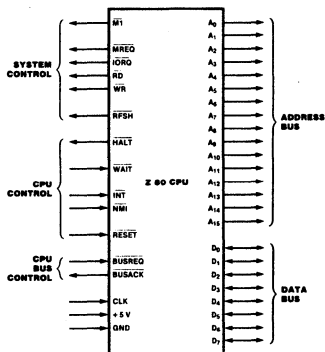 SYSTEM
CONTROL
CPU
CONTROL
CPU
BUS
CONTROL
M1
MREQ
IORQ
RD
WR
RFSH
HALT
WAIT
INT
NMI
RESET
BUSREQ
BUSACK
CLK
+ 5 V
GND
Z 80 CPU
A0
A1
A2
A3
A4
A5
A6
A7
A8
A9
A10
A11
A12
A13
A14
A15
D0
D1
D2
D3
D4
D5
D6
D7
ADDRESS
BUS
DATA
BUS